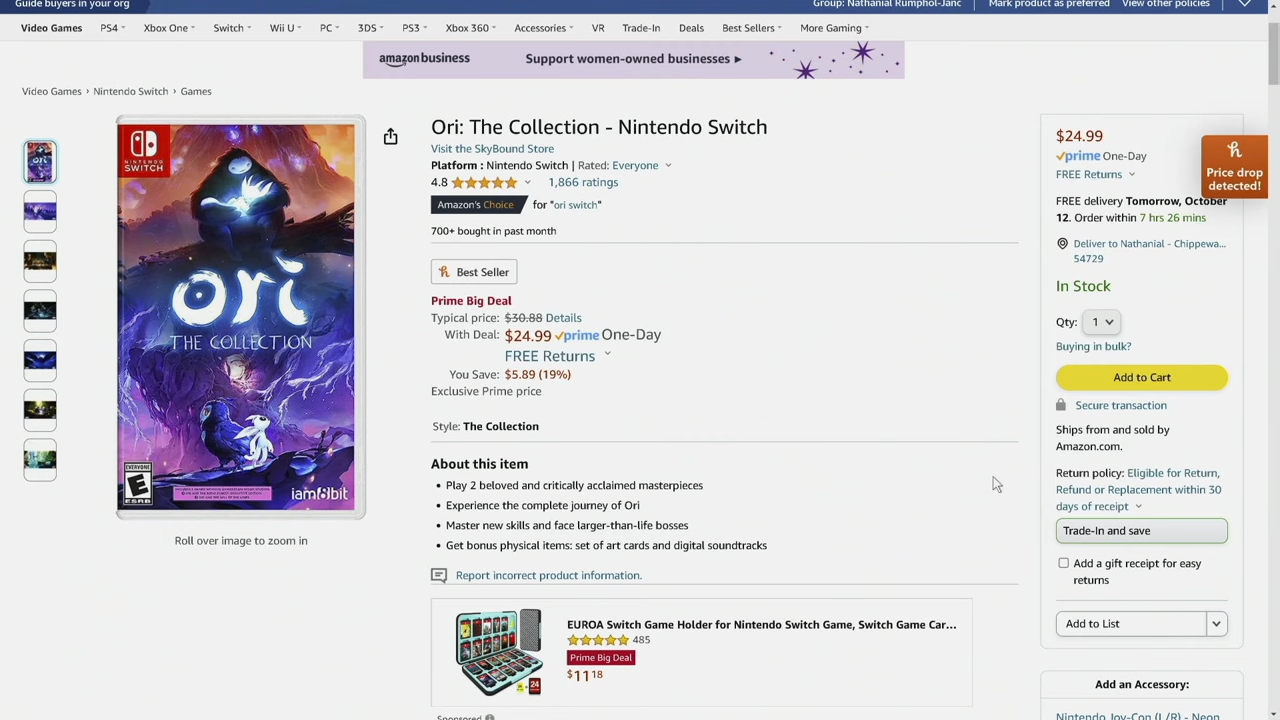 Guide buyers in your org
Group: Nathanial Rumphol-Janc
Mark product as preferred
View other policies
Video Games
PS4
Xbox One
Switch
Wii U
PC
3DS
PS3
Xbox 360
Accessories
VR
Trade-In
Deals
Best Sellers
More Gaming
amazon business
Support women-owned businesses ▸
Video Games › Nintendo Switch › Games
NINTENDO
SWITCH
ori
THE COLLECTION
EVERYONE
E
ESRB
iam8bit
Roll over image to zoom in
Ori: The Collection - Nintendo Switch
Visit the SkyBound Store
Platform : Nintendo Switch | Rated: Everyone
4.8
1,866 ratings
Amazon's Choice for "ori switch"
700+ bought in past month
Best Seller
Prime Big Deal
Typical price: $30.88 Details
With Deal: $24.99 prime One-Day
FREE Returns
You Save: $5.89 (19%)
Exclusive Prime price
Style: The Collection
About this item
• Play 2 beloved and critically acclaimed masterpieces
• Experience the complete journey of Ori
• Master new skills and face larger-than-life bosses
• Get bonus physical items: set of art cards and digital soundtracks
Report incorrect product information.
EUROA Switch Game Holder for Nintendo Switch Game, Switch Game Car...
485
Prime Big Deal
$11 18
24
Sponsored
$24.99
prime One-Day
FREE Returns
FREE delivery Tomorrow, October
12. Order within 7 hrs 26 mins
Deliver to Nathanial - Chippewa...
54729
In Stock
Qty: 1
Buying in bulk?
Add to Cart
Secure transaction
Ships from and sold by
Amazon.com.
Return policy: Eligible for Return,
Refund or Replacement within 30
days of receipt
Trade-In and save
Add a gift receipt for easy
returns
Add to List
Add an Accessory:
Nintendo Joy-Con (L/R) - Neon
Price drop
detected!